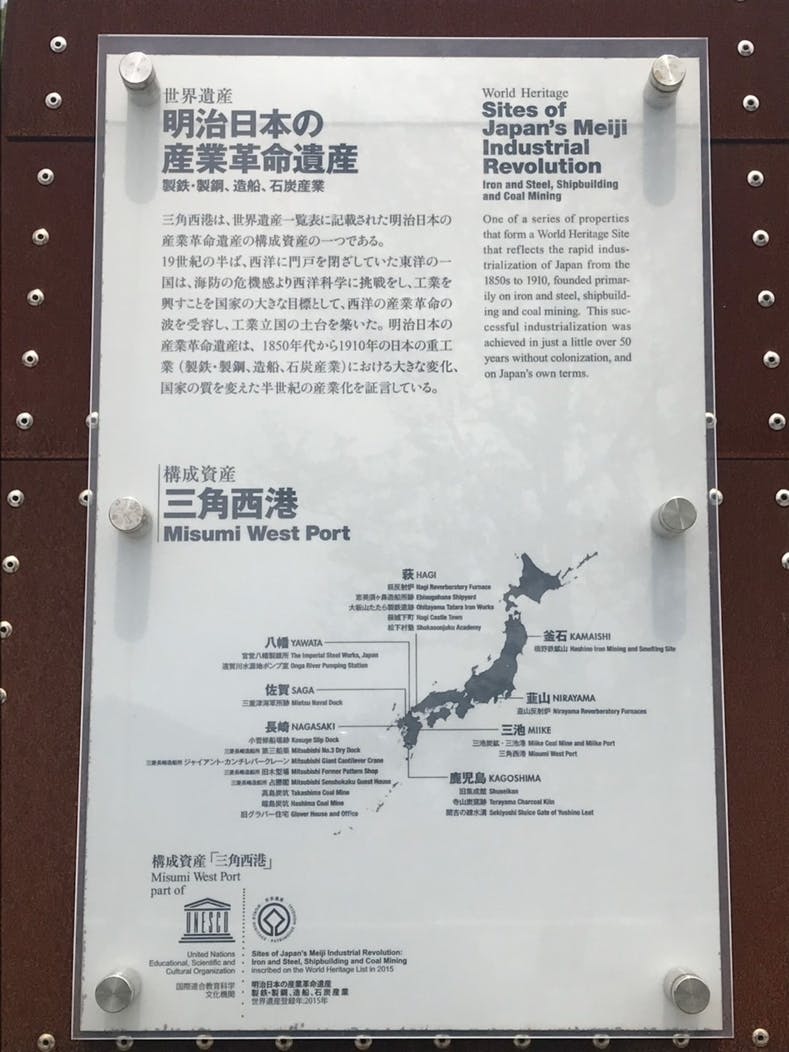 世界遺産
明治日本の
産業革命遺産
製鉄・製鋼、造船、石炭産業
World Heritage
Sites of
Japan's Meiji
Industrial
Revolution
Iron and Steel, Shipbuilding
and Coal Mining
三角西港は、世界遺産一覧表に記載された明治日本の
産業革命遺産の構成資産の一つである。
19世紀の半ば、西洋に門戸を閉ざしていた東洋の一
国は、海防の危機感より西洋科学に挑戦をし、工業を
興すことを国家の大きな目標として、西洋の産業革命の
波を受容し、工業立国の土台を築いた。明治日本の
産業革命遺産は、1850年代から1910年の日本の重工
業（製鉄・製鋼、造船、石炭産業）における大きな変化、
国家の質を変えた半世紀の産業化を証言している。
One of a series of properties
that form a World Heritage Site
that reflects the rapid indus-
trialization of Japan from the
1850s to 1910, founded primar-
ily on iron and steel, shipbuild-
ing and coal mining. This suc-
cessful industrialization was
achieved in just a little over 50
years without colonization, and
on Japan's own terms.
構成資産
三角西港
Misumi West Port
萩 HAGI
萩反射炉 Hagi Reverberatory Furnace
恵美須ヶ鼻造船所跡 Ebisugahana Shipyard
大板山たたら製鉄遺跡 Ohitayama Tatara Iron Works
萩城下町 Hagi Castle Town
松下村塾 Shokasonjuku Academy
八幡 YAWATA
官営八幡製鐵所 The Imperial Steel Works, Japan
遠賀川水源地ポンプ室 Onga River Pumping Station
佐賀 SAGA
三重津海軍所跡 Mietsu Naval Dock
長崎 NAGASAKI
小菅修船場跡 Kosuge Slip Dock
三菱長崎造船所 第三船渠 Mitsubishi No.3 Dry Dock
三菱長崎造船所 ジャイアント・カンチレバークレーン Mitsubishi Giant Cantilever Crane
三菱長崎造船所 旧木型場 Mitsubishi Former Pattern Shop
三菱長崎造船所 占勝閣 Mitsubishi Senshokaku Guest House
高島炭坑 Takashima Coal Mine
端島炭坑 Hashima Coal Mine
旧グラバー住宅 Glover House and Office
釜石 KAMAISHI
橋野鉄鉱山 Hashino Iron Mining and Smelting Site
韮山 NIRAYAMA
韮山反射炉 Nirayama Reverberatory Furnaces
三池 MIIKE
三池炭鉱・三池港 Miike Coal Mine and Miike Port
三角西港 Misumi West Port
鹿児島 KAGOSHIMA
旧集成館 Shuseikan
寺山炭窯跡 Terayama Charcoal Kiln
関吉の疎水溝 Sekiyoshi Sluice Gate of Yoshino Leat
構成資産「三角西港」
Misumi West Port
part of
UNESCO
United Nations
Educational, Scientific and
Cultural Organization
国際連合教育科学
文化機関
Sites of Japan's Meiji Industrial Revolution:
Iron and Steel, Shipbuilding and Coal Mining
inscribed on the World Heritage List in 2015
明治日本の産業革命遺産
製鉄・製鋼、造船、石炭産業
世界遺産登録年:2015年